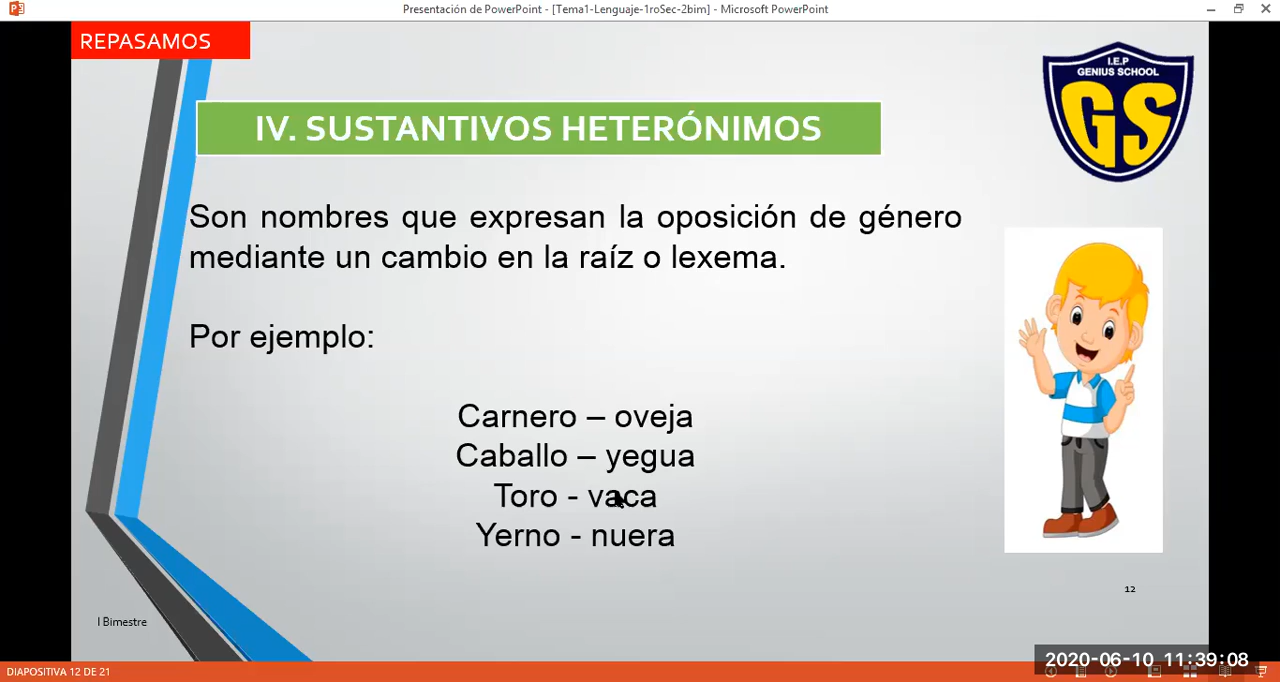 Presentación de PowerPoint - [Tema1-Lenguaje-1roSec-2bim] - Microsoft PowerPoint
REPASAMOS
I.E.P
GENIUS SCHOOL
GS
IV. SUSTANTIVOS HETERÓNIMOS
Son nombres que expresan la oposición de género
mediante un cambio en la raíz o lexema.
Por ejemplo:
Carnero – oveja
Caballo – yegua
Toro - vaca
Yerno - nuera
12
I Bimestre
2020-06-10 11:39:08
DIAPOSITIVA 12 DE 21